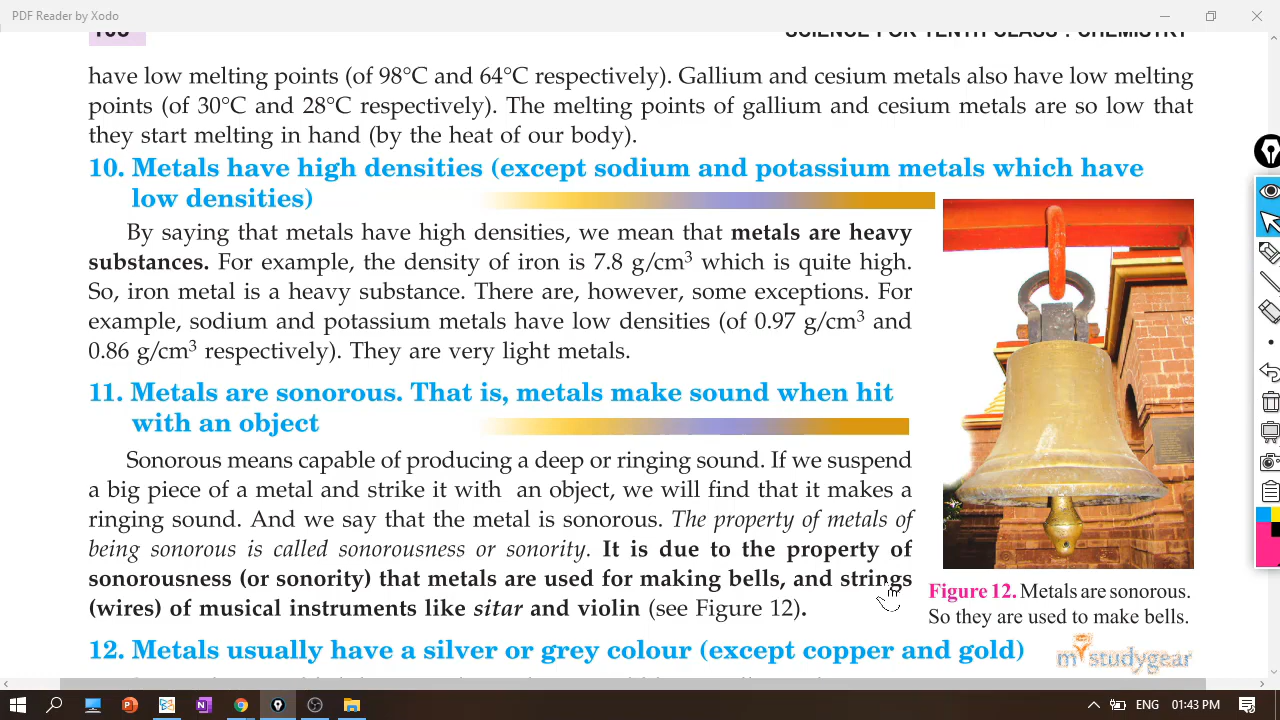 PDF Reader by Xodo
SCIENCE FOR TENTH CLASS : CHEMISTRY
have low melting points (of 98°C and 64°C respectively). Gallium and cesium metals also have low melting
points (of 30°C and 28°C respectively). The melting points of gallium and cesium metals are so low that
they start melting in hand (by the heat of our body).
10. Metals have high densities (except sodium and potassium metals which have
low densities)
By saying that metals have high densities, we mean that metals are heavy
substances. For example, the density of iron is 7.8 g/cm³ which is quite high.
So, iron metal is a heavy substance. There are, however, some exceptions. For
example, sodium and potassium metals have low densities (of 0.97 g/cm³ and
0.86 g/cm³ respectively). They are very light metals.
11. Metals are sonorous. That is, metals make sound when hit
with an object
Sonorous means capable of producing a deep or ringing sound. If we suspend
a big piece of a metal and strike it with an object, we will find that it makes a
ringing sound. And we say that the metal is sonorous. The property of metals of
being sonorous is called sonorousness or sonority. It is due to the property of
sonorousness (or sonority) that metals are used for making bells, and strings
(wires) of musical instruments like sitar and violin (see Figure 12).
Figure 12. Metals are sonorous.
So they are used to make bells.
12. Metals usually have a silver or grey colour (except copper and gold)
mystudygear
ENG 01:43 PM